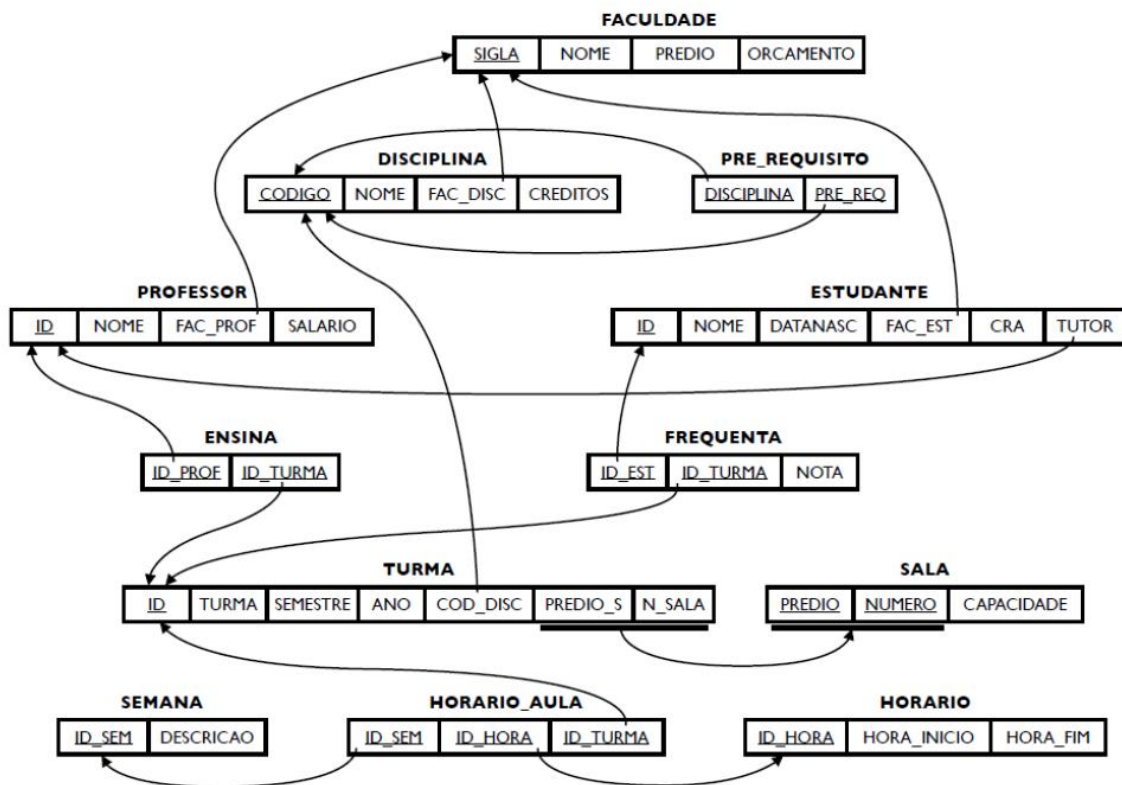 FACULDADE
SIGLA NOME PREDIO ORCAMENTO
DISCIPLINA
CODIGO NOME FAC_DISC CREDITOS
PRE_REQUISITO
DISCIPLINA PRE_REQ
PROFESSOR
ID NOME FAC_PROF SALARIO
ESTUDANTE
ID NOME DATANASC FAC_EST CRA TUTOR
ENSINA
ID_PROF ID_TURMA
FREQUENTA
ID_EST ID_TURMA NOTA
TURMA
ID TURMA SEMESTRE ANO COD_DISC PREDIO_S N_SALA
SALA
PREDIO NUMERO CAPACIDADE
SEMANA
ID_SEM DESCRICAO
HORARIO_AULA
ID_SEM ID_HORA ID_TURMA
HORARIO
ID_HORA HORA_INICIO HORA_FIM